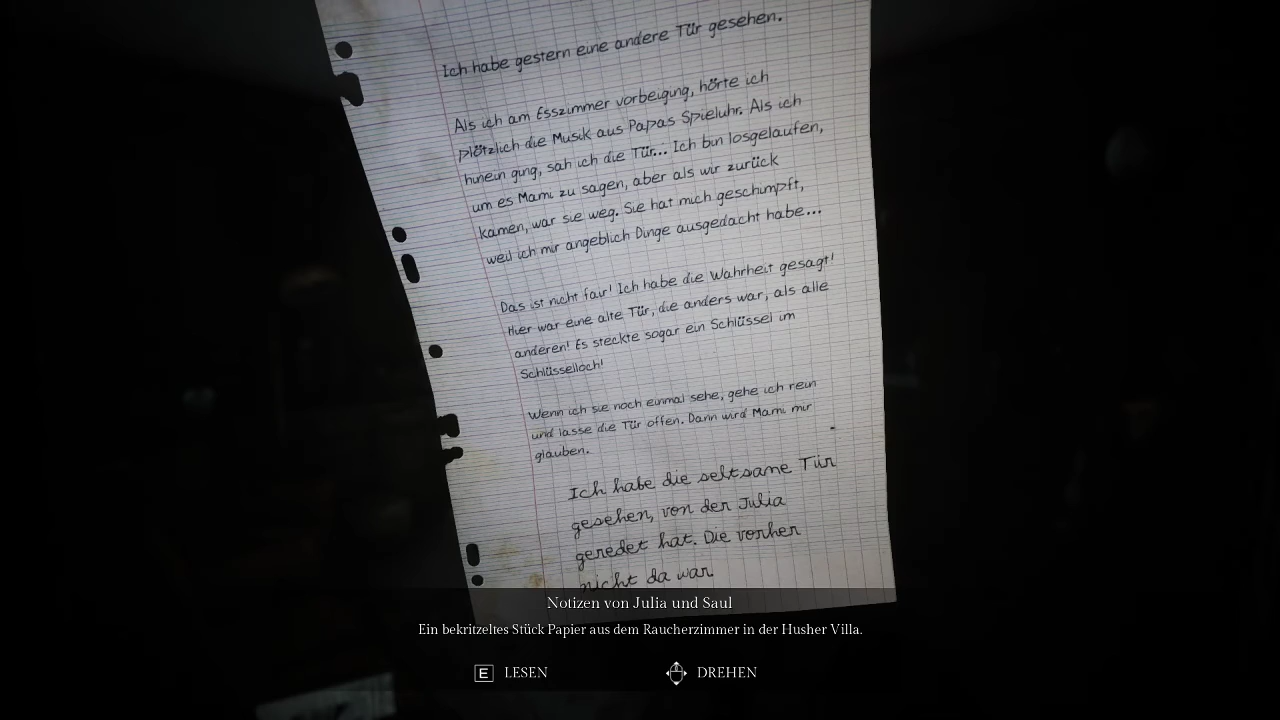 Ich habe gestern eine andere Tür gesehen.
Als ich am Esszimmer vorbeiging, hörte ich
plötzlich die Musik aus Papas Spieluhr. Als ich
hinein ging, sah ich die Tür... Ich bin losgelaufen,
um es Mami zu sagen, aber als wir zurück
kamen, war sie weg. Sie hat mich geschimpft,
weil ich mir angeblich Dinge ausgedacht habe...
Das ist nicht fair! Ich habe die Wahrheit gesagt!
Hier war eine alte Tür, die anders war, als alle
anderen! Es steckte sogar ein Schlüssel im
Schlüsselloch!
Wenn ich sie noch einmal sehe, gehe ich rein
und lasse die Tür offen. Dann wird Mami mir
glauben.
Ich habe die seltsame Tür
gesehen, von der Julia
geredet hat. Die vorher
nicht da war
Notizen von Julia und Saul
Ein bekritzeltes Stück Papier aus dem Raucherzimmer in der Husher Villa.
E LESEN DREHEN